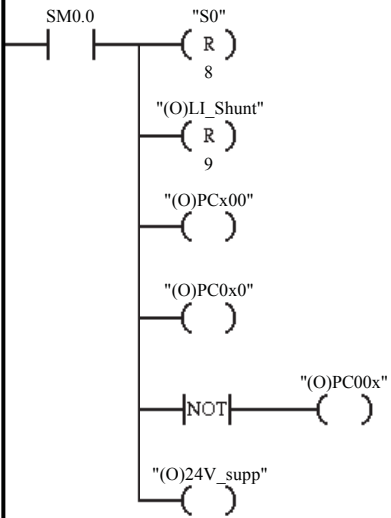 SM0.0
"S0"
R
8
"(O)LI_Shunt"
R
9
"(O)PCx00"
"(O)PC0x0"
"(O)PC00x"
NOT
"(O)24V_supp"